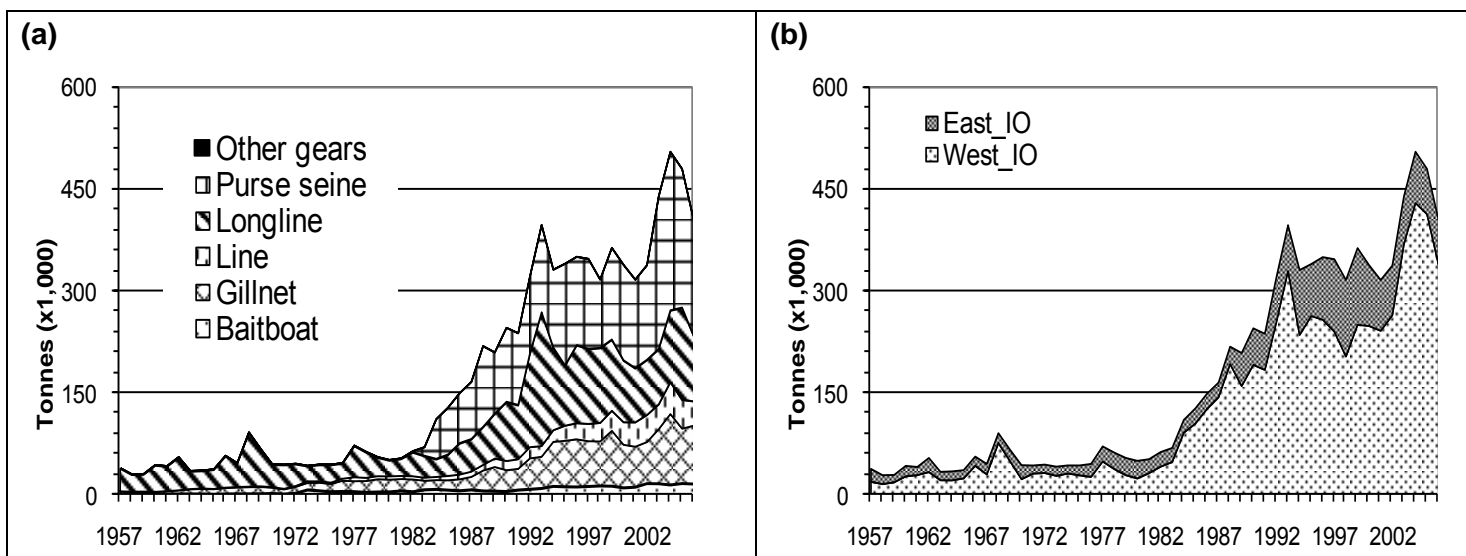 (a)
Tonnes (x1,000)
600
450
300
150
0
Other gears
Purse seine
Longline
Line
Gillnet
Baitboat
1957 1962 1967 1972 1977 1982 1987 1992 1997 2002
(b)
Tonnes (x1,000)
600
450
300
150
0
East_IO
West_IO
1957 1962 1967 1972 1977 1982 1987 1992 1997 2002